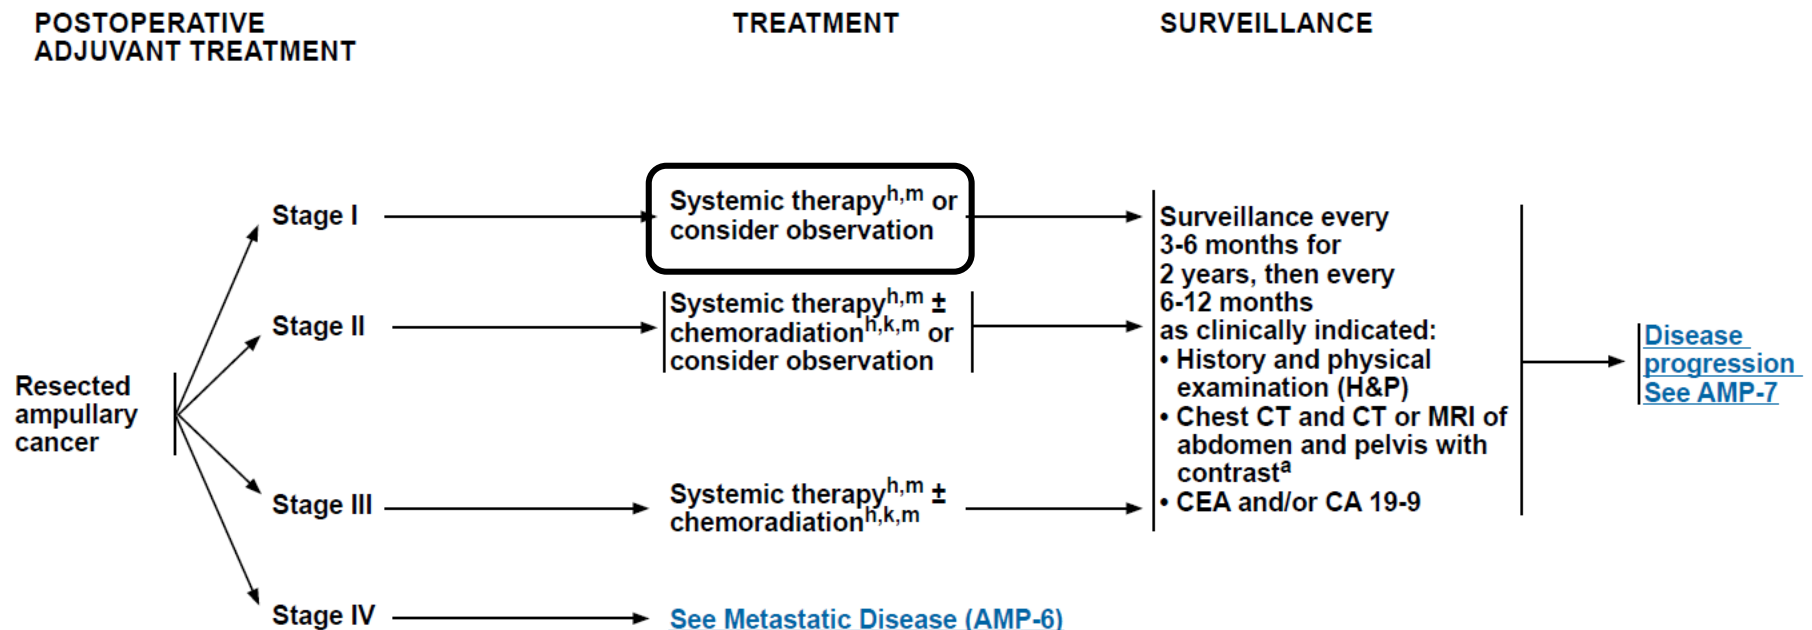 POSTOPERATIVE
ADJUVANT TREATMENT
TREATMENT
SURVEILLANCE
Resected
ampullary
cancer
Stage I
Systemic therapyh,m or
consider observation
Stage II
Systemic therapyh,m ±
chemoradiationh,k,m or
consider observation
Stage III
Systemic therapyh,m ±
chemoradiationh,k,m
Stage IV
See Metastatic Disease (AMP-6)
Surveillance every
3-6 months for
2 years, then every
6-12 months
as clinically indicated:
• History and physical
examination (H&P)
• Chest CT and CT or MRI of
abdomen and pelvis with
contrasta
• CEA and/or CA 19-9
Disease
progression
See AMP-7